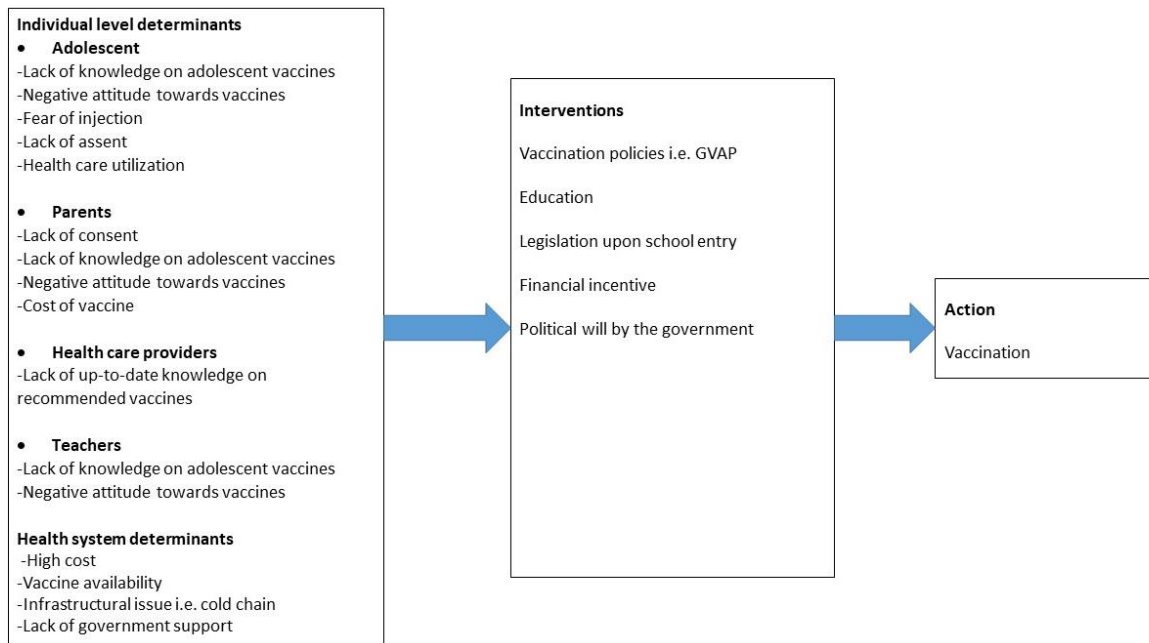 Individual level determinants
• Adolescent
-Lack of knowledge on adolescent vaccines
-Negative attitude towards vaccines
-Fear of injection
-Lack of assent
-Health care utilization
• Parents
-Lack of consent
-Lack of knowledge on adolescent vaccines
-Negative attitude towards vaccines
-Cost of vaccine
• Health care providers
-Lack of up-to-date knowledge on
recommended vaccines
• Teachers
-Lack of knowledge on adolescent vaccines
-Negative attitude towards vaccines
Health system determinants
-High cost
-Vaccine availability
-Infrastructural issue i.e. cold chain
-Lack of government support
Interventions
Vaccination policies i.e. GVAP
Education
Legislation upon school entry
Financial incentive
Political will by the government
Action
Vaccination